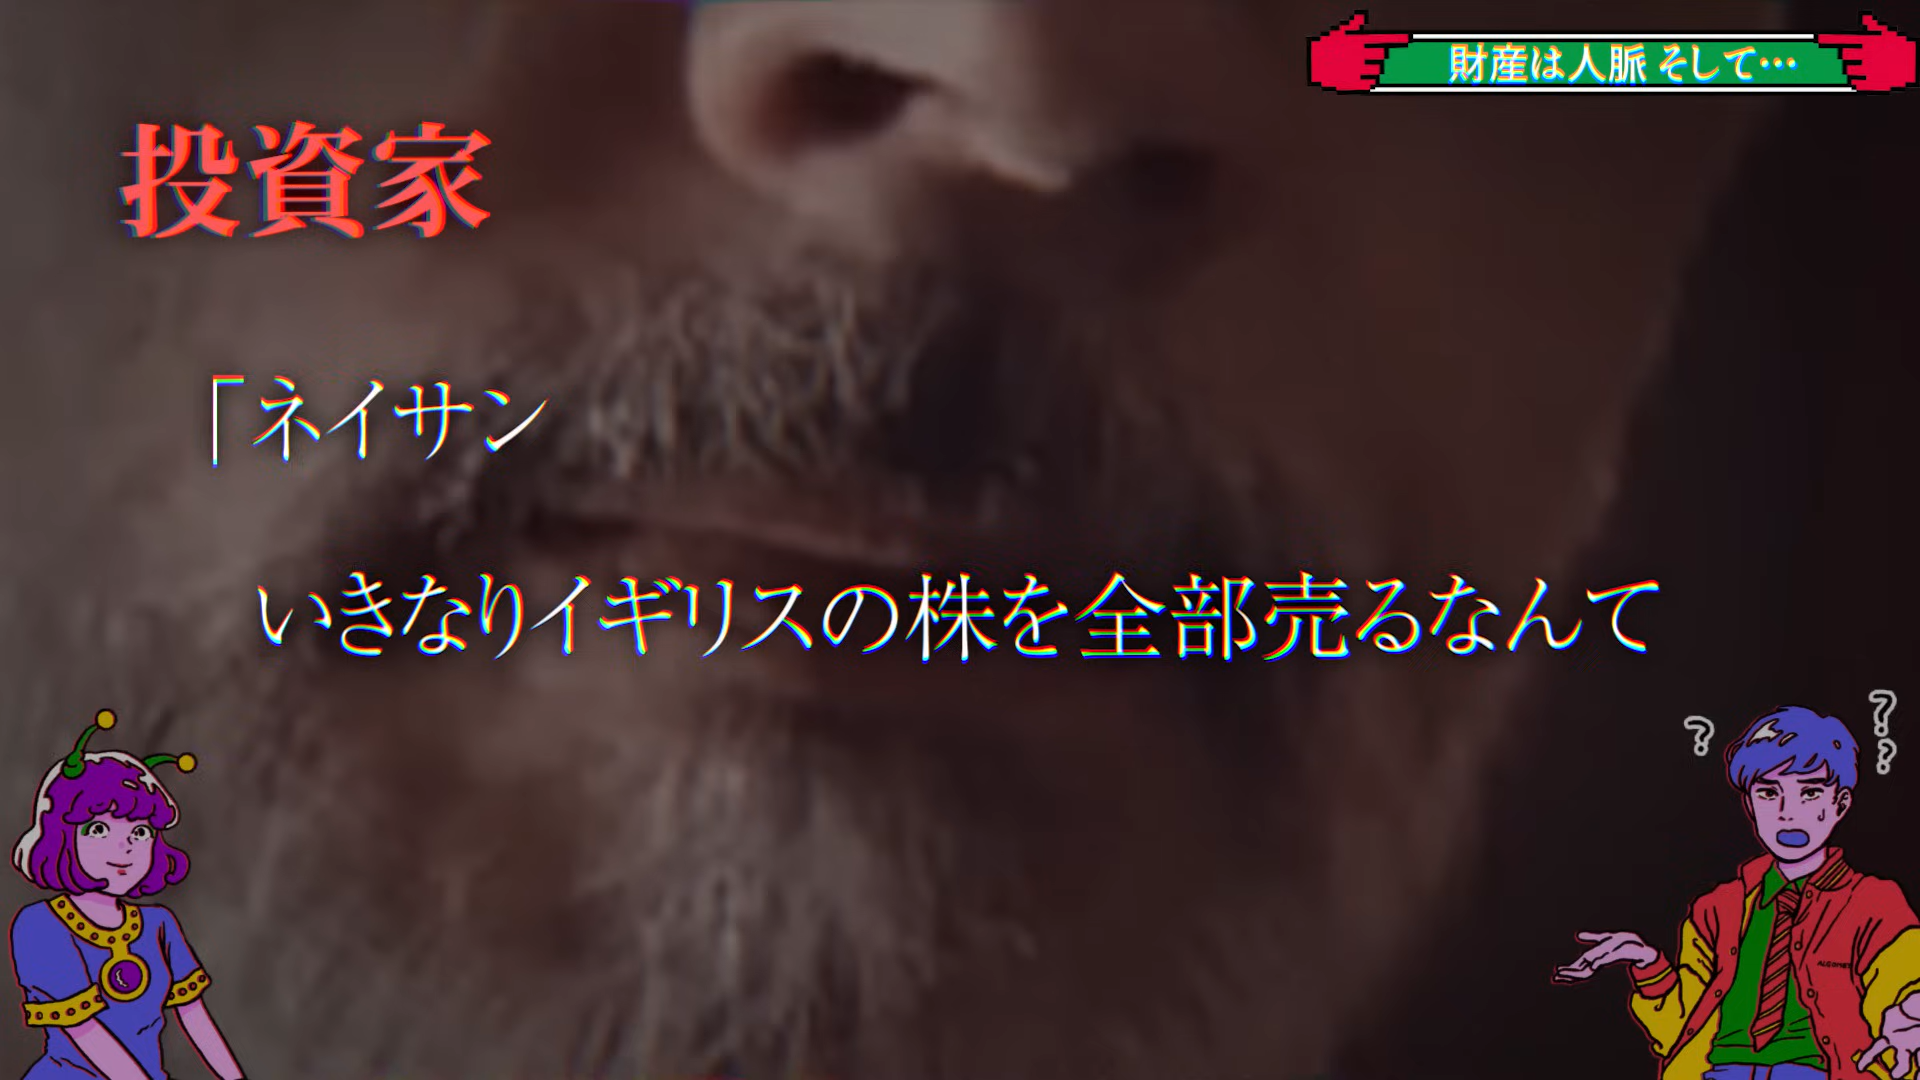 財産は人脈 そして…
投資家
「ネイサン
いきなりイギリスの株を全部売るなんて
?
?
?